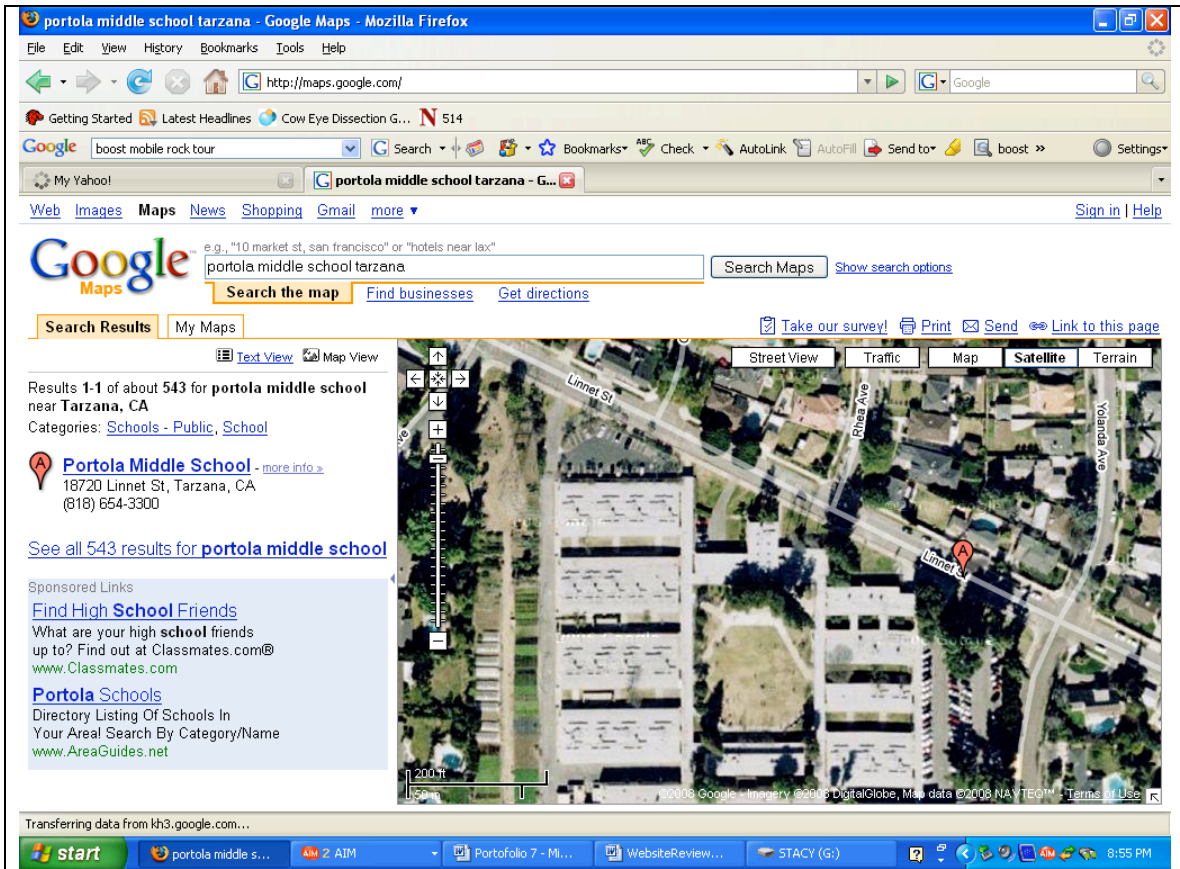 portola middle school tarzana - Google Maps - Mozilla Firefox
File Edit View History Bookmarks Tools Help
http://maps.google.com/
Google
Getting Started Latest Headlines Cow Eye Dissection G... N 514
Google boost mobile rock tour Search Bookmarks ABC Check AutoLink AutoFill Send to boost » Settings
My Yahoo! portola middle school tarzana - G...
Web Images Maps News Shopping Gmail more ▼ Sign in | Help
Google Maps
e.g., "10 market st, san francisco" or "hotels near lax"
portola middle school tarzana Search Maps Show search options
Search the map Find businesses Get directions
Search Results My Maps Take our survey! Print Send Link to this page
Text View Map View
Results 1-1 of about 543 for portola middle school
near Tarzana, CA
Categories: Schools - Public, School
A Portola Middle School - more info »
18720 Linnet St, Tarzana, CA
(818) 654-3300
See all 543 results for portola middle school
Sponsored Links
Find High School Friends
What are your high school friends
up to? Find out at Classmates.com®
www.Classmates.com
Portola Schools
Directory Listing Of Schools In
Your Area! Search By Category/Name
www.AreaGuides.net
Street View Traffic Map Satellite Terrain
Linnet St
Rhea Ave
Yolanda Ave
A
Linnet St
200 ft
50 m
©2008 Google - Imagery ©2008 DigitalGlobe, Map data ©2008 NAVTEQ™ - Terms of Use
Transferring data from kh3.google.com...
start portola middle s... AIM 2 AIM Portofolio 7 - Mi... WebsiteReview... STACY (G:) 8:55 PM